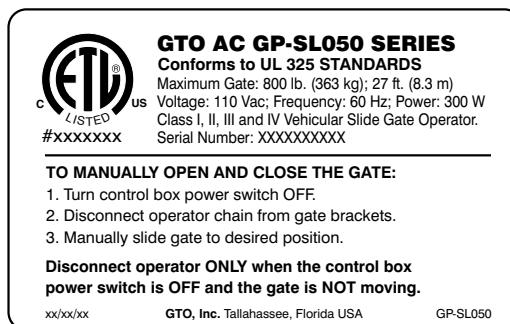 GTO AC GP-SL050 SERIES
Conforms to UL 325 STANDARDS
Maximum Gate: 800 lb. (363 kg); 27 ft. (8.3 m)
Voltage: 110 Vac; Frequency: 60 Hz; Power: 300 W
Class I, II, III and IV Vehicular Slide Gate Operator.
Serial Number: XXXXXXXXXX
ETL ®
C US
LISTED
#xxxxxxx
TO MANUALLY OPEN AND CLOSE THE GATE:
1. Turn control box power switch OFF.
2. Disconnect operator chain from gate brackets.
3. Manually slide gate to desired position.
Disconnect operator ONLY when the control box
power switch is OFF and the gate is NOT moving.
xx/xx/xx GTO, Inc. Tallahassee, Florida USA GP-SL050